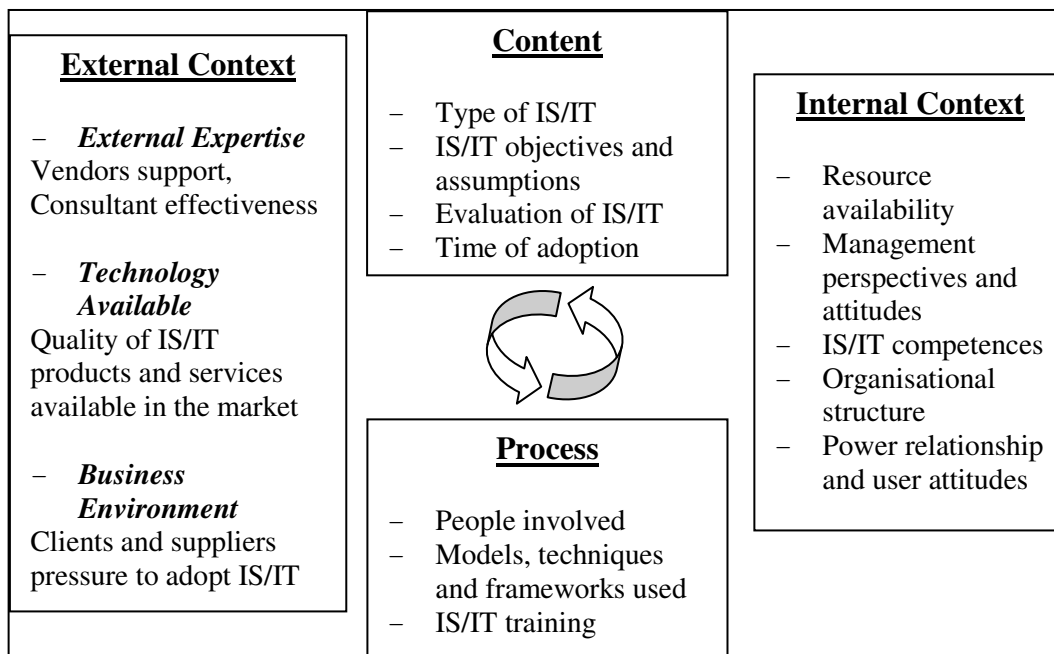 External Context
– External Expertise
Vendors support,
Consultant effectiveness
– Technology
Available
Quality of IS/IT
products and services
available in the market
– Business
Environment
Clients and suppliers
pressure to adopt IS/IT
Content
– Type of IS/IT
– IS/IT objectives and
assumptions
– Evaluation of IS/IT
– Time of adoption
Process
– People involved
– Models, techniques
and frameworks used
– IS/IT training
Internal Context
– Resource
availability
– Management
perspectives and
attitudes
– IS/IT competences
– Organisational
structure
– Power relationship
and user attitudes